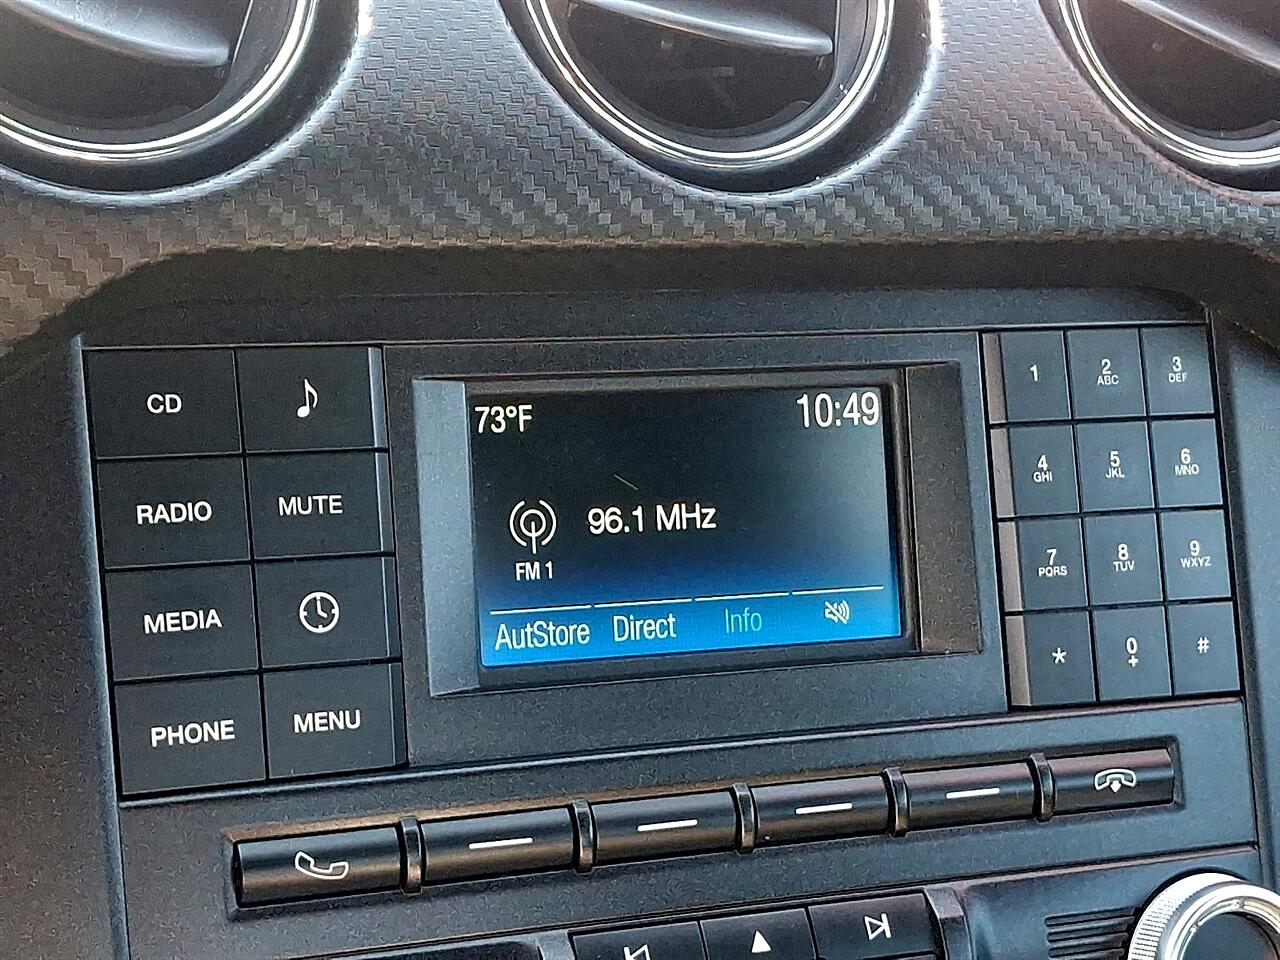 73°F 10:49
96.1 MHz
FM 1
AutStore Direct Info
CD
RADIO MUTE
MEDIA
PHONE MENU
1 2 ABC 3 DEF
4 GHI 5 JKL 6 MNO
7 PQRS 8 TUV 9 WXYZ
* 0 + #